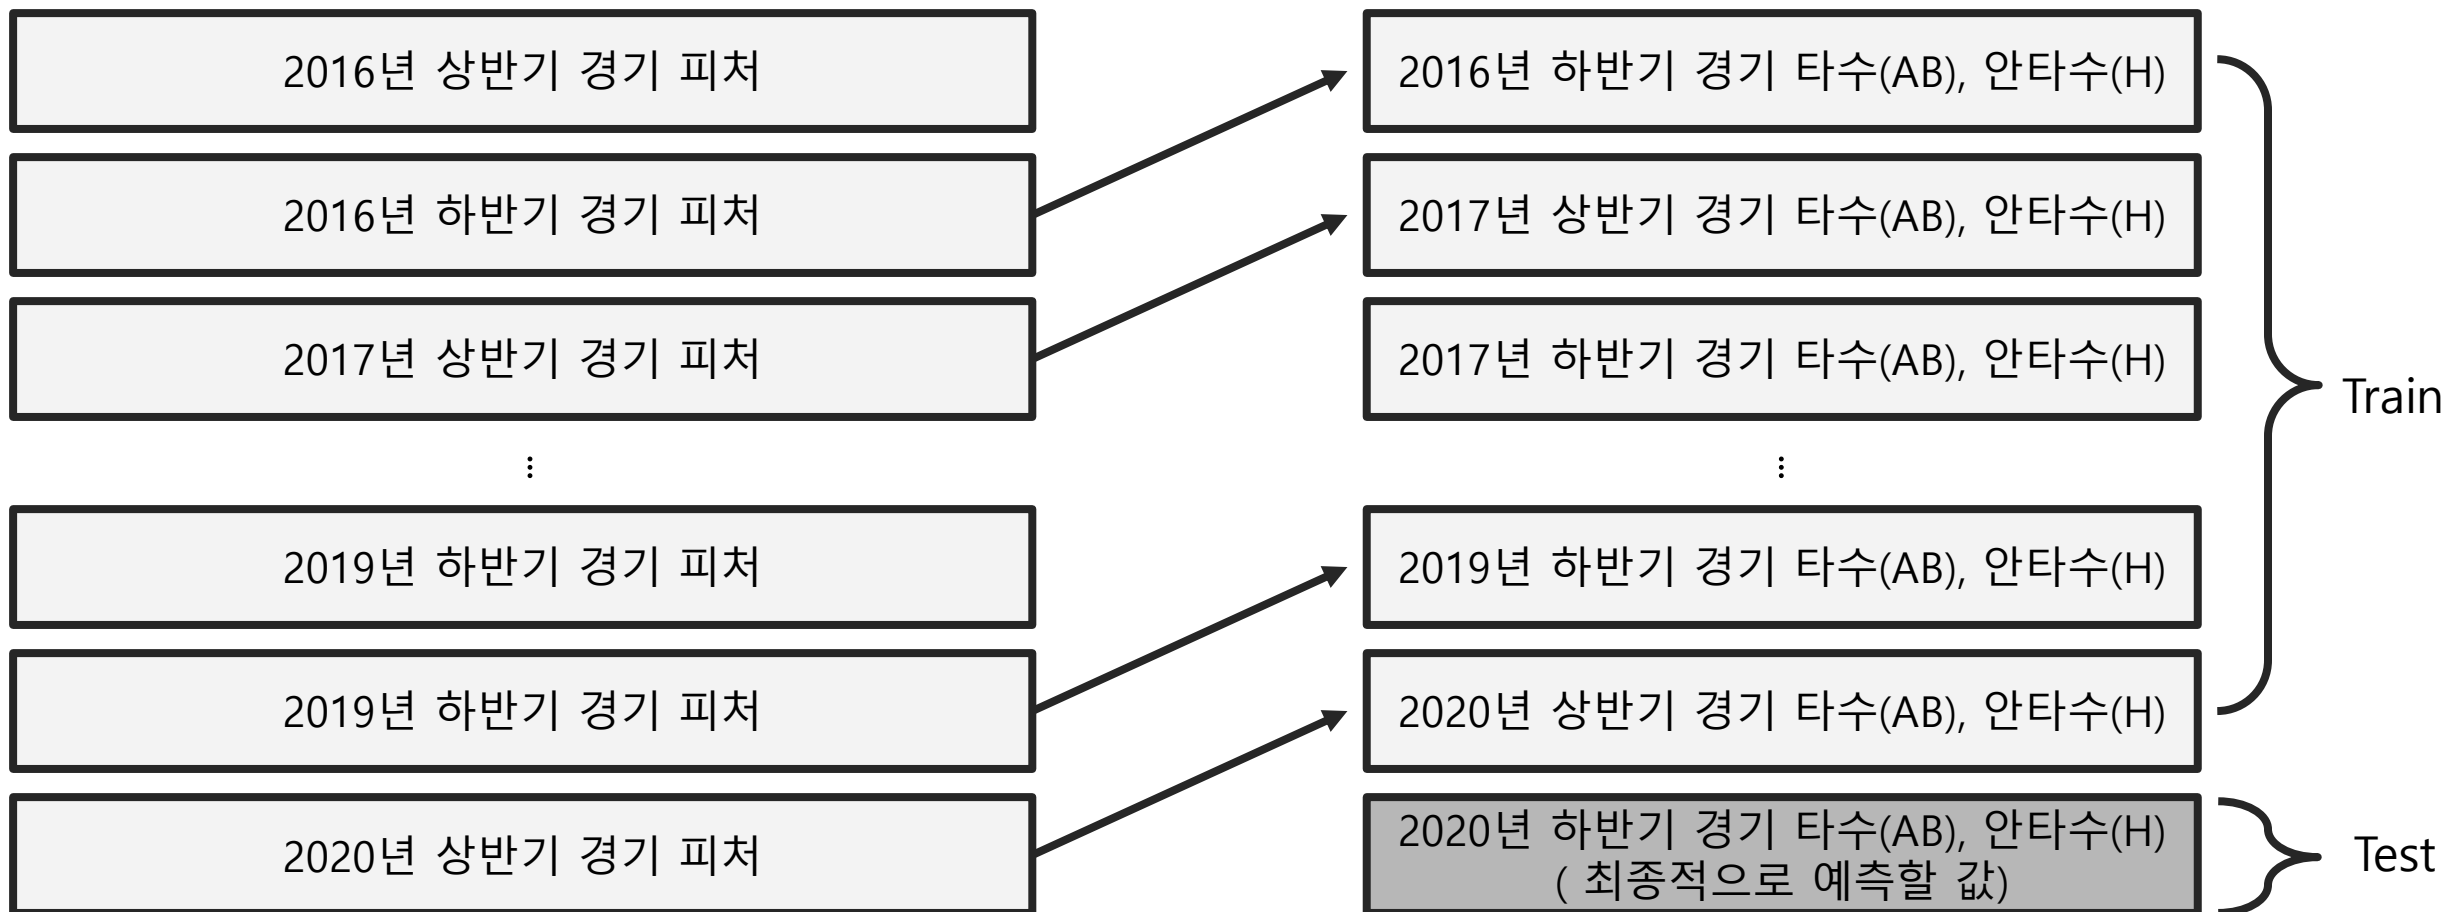 2016년 상반기 경기 피처
2016년 하반기 경기 타수(AB), 안타수(H)
2016년 하반기 경기 피처
2017년 상반기 경기 타수(AB), 안타수(H)
2017년 상반기 경기 피처
2017년 하반기 경기 타수(AB), 안타수(H)
Train
⋮
⋮
2019년 하반기 경기 피처
2019년 하반기 경기 타수(AB), 안타수(H)
2019년 하반기 경기 피처
2020년 상반기 경기 타수(AB), 안타수(H)
2020년 상반기 경기 피처
2020년 하반기 경기 타수(AB), 안타수(H)
( 최종적으로 예측할 값)
Test